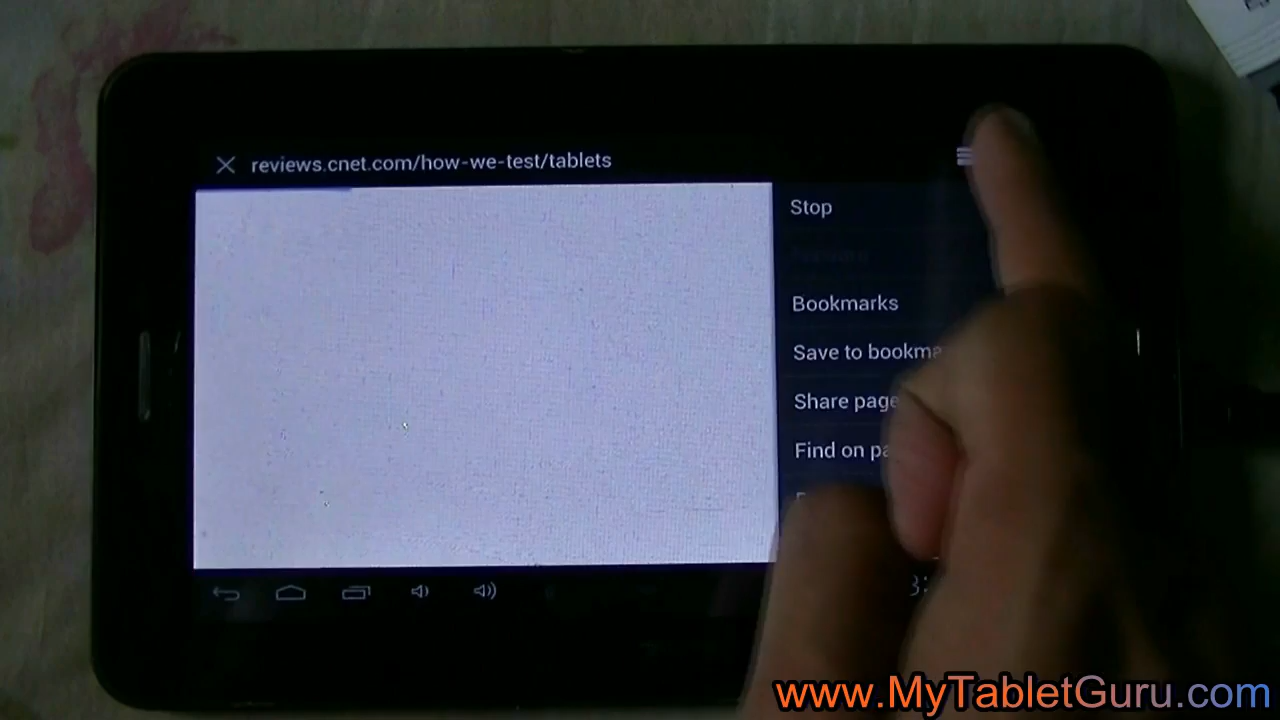 reviews.cnet.com/how-we-test/tablets
Stop
Bookmarks
Save to bookma
Share page
Find on pa
www.MyTabletGuru.com